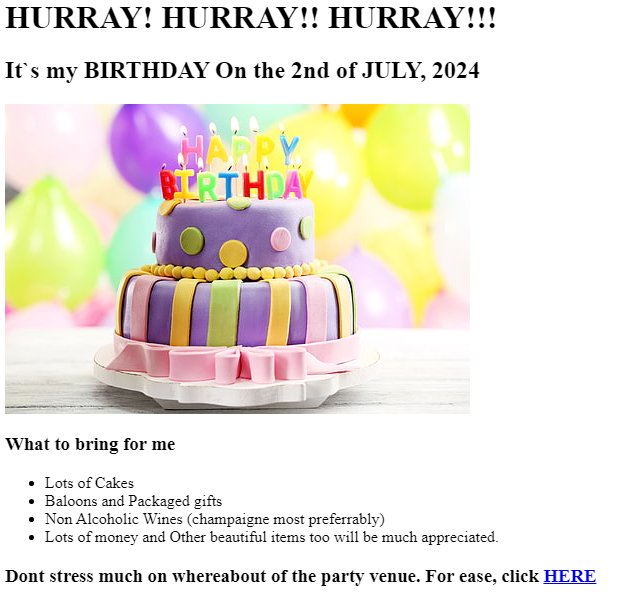 HURRAY! HURRAY!! HURRAY!!!
It`s my BIRTHDAY On the 2nd of JULY, 2024
HAPPY
BIRTHDAY
What to bring for me
Lots of Cakes
Baloons and Packaged gifts
Non Alcoholic Wines (champaigne most preferrably)
Lots of money and Other beautiful items too will be much appreciated.
Dont stress much on whereabout of the party venue. For ease, click HERE